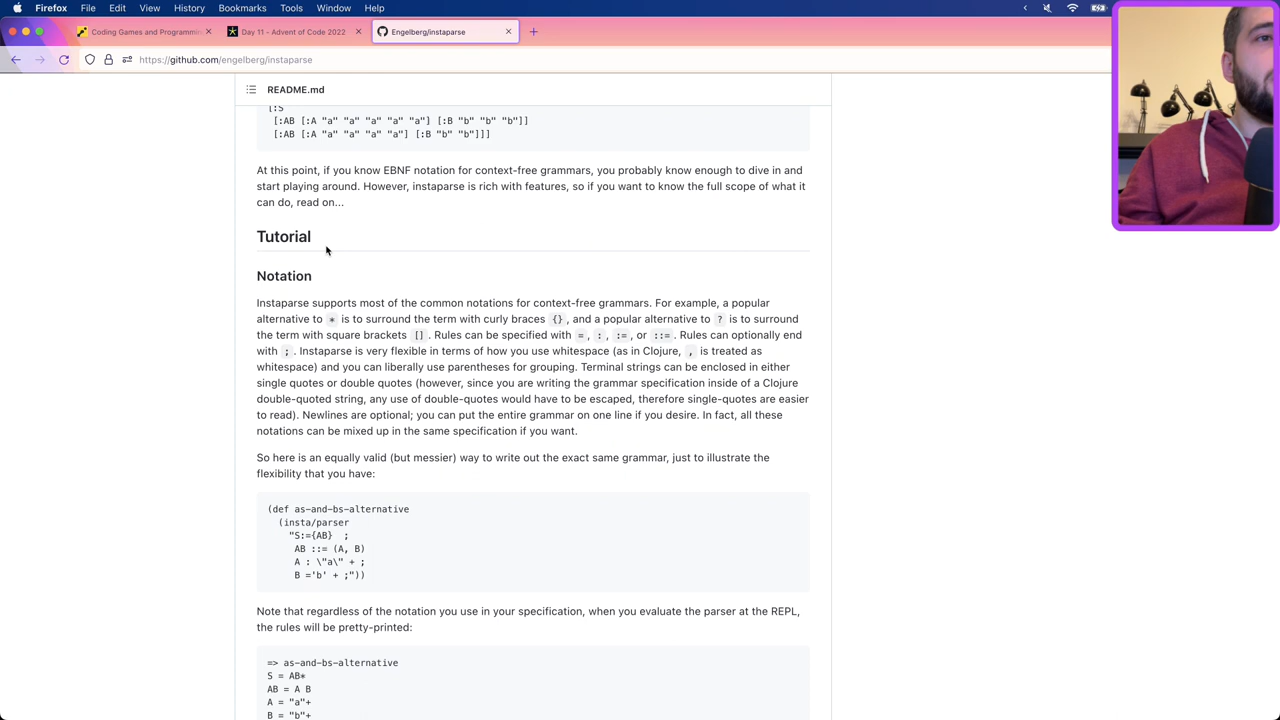 Firefox File Edit View History Bookmarks Tools Window Help
Coding Games and Programmin
Day 11 - Advent of Code 2022
Engelberg/instaparse
https://github.com/engelberg/instaparse
README.md
[:S
[:AB [:A "a" "a" "a" "a" "a"] [:B "b" "b" "b"]]
[:AB [:A "a" "a" "a" "a"] [:B "b" "b"]]]
At this point, if you know EBNF notation for context-free grammars, you probably know enough to dive in and
start playing around. However, instaparse is rich with features, so if you want to know the full scope of what it
can do, read on...
Tutorial
Notation
Instaparse supports most of the common notations for context-free grammars. For example, a popular
alternative to * is to surround the term with curly braces {}, and a popular alternative to ? is to surround
the term with square brackets []. Rules can be specified with =, :, :=, or ::=. Rules can optionally end
with ;. Instaparse is very flexible in terms of how you use whitespace (as in Clojure, , is treated as
whitespace) and you can liberally use parentheses for grouping. Terminal strings can be enclosed in either
single quotes or double quotes (however, since you are writing the grammar specification inside of a Clojure
double-quoted string, any use of double-quotes would have to be escaped, therefore single-quotes are easier
to read). Newlines are optional; you can put the entire grammar on one line if you desire. In fact, all these
notations can be mixed up in the same specification if you want.
So here is an equally valid (but messier) way to write out the exact same grammar, just to illustrate the
flexibility that you have:
(def as-and-bs-alternative
(insta/parser
"S:={AB} ;
AB ::= (A, B)
A : \"a\" + ;
B ='b' + ;"))
Note that regardless of the notation you use in your specification, when you evaluate the parser at the REPL,
the rules will be pretty-printed:
=> as-and-bs-alternative
S = AB*
AB = A B
A = "a"+
B = "b"+